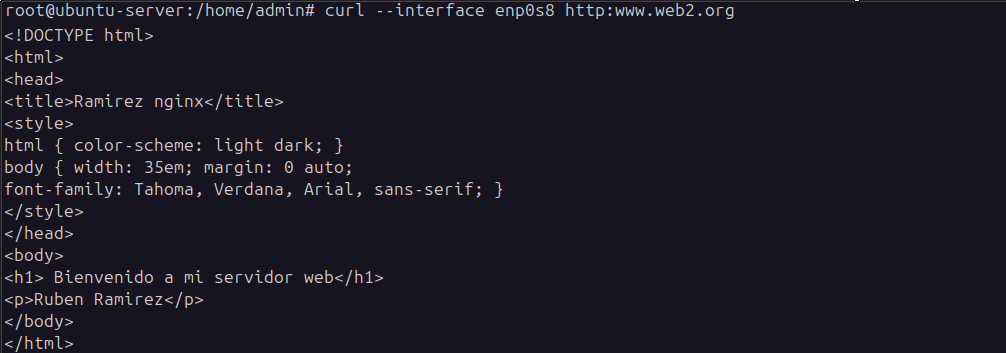 root@ubuntu-server:/home/admin# curl --interface enp0s8 http:www.web2.org
<!DOCTYPE html>
<html>
<head>
<title>Ramirez nginx</title>
<style>
html { color-scheme: light dark; }
body { width: 35em; margin: 0 auto;
font-family: Tahoma, Verdana, Arial, sans-serif; }
</style>
</head>
<body>
<h1> Bienvenido a mi servidor web</h1>
<p>Ruben Ramirez</p>
</body>
</html>